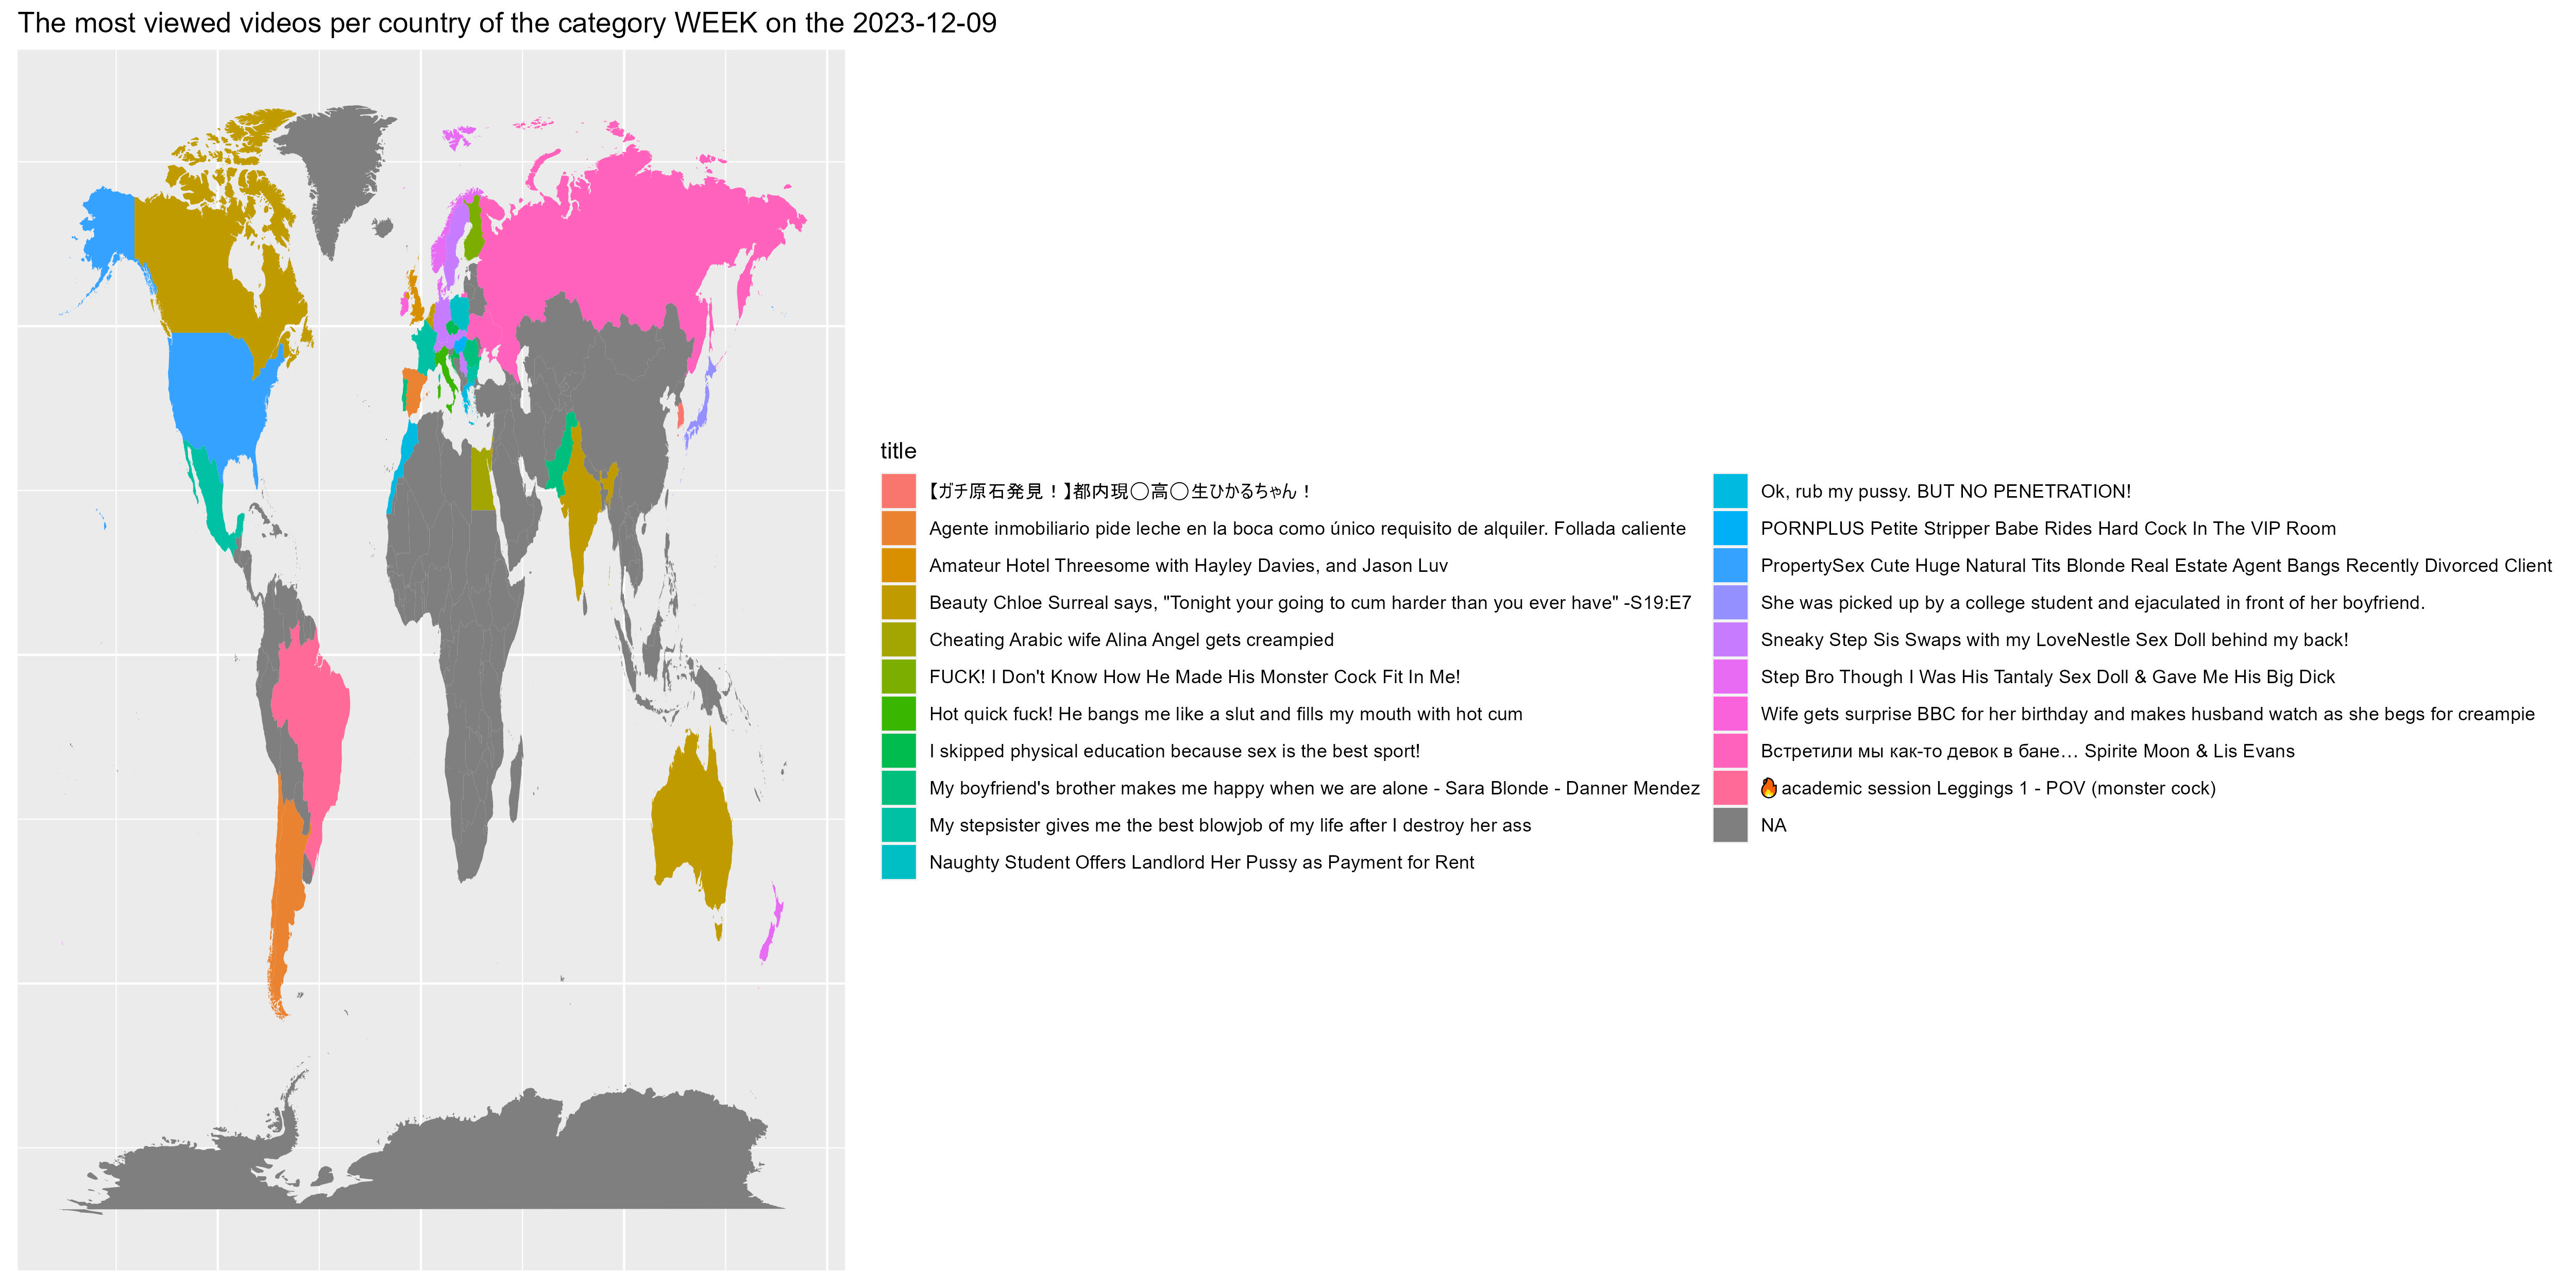 The most viewed videos per country of the category WEEK on the 2023-12-09
title
【ガチ原石発見！】都内現◯高◯生ひかるちゃん！
Agente inmobiliario pide leche en la boca como único requisito de alquiler. Follada caliente
Amateur Hotel Threesome with Hayley Davies, and Jason Luv
Beauty Chloe Surreal says, "Tonight your going to cum harder than you ever have" -S19:E7
Cheating Arabic wife Alina Angel gets creampied
FUCK! I Don't Know How He Made His Monster Cock Fit In Me!
Hot quick fuck! He bangs me like a slut and fills my mouth with hot cum
I skipped physical education because sex is the best sport!
My boyfriend's brother makes me happy when we are alone - Sara Blonde - Danner Mendez
My stepsister gives me the best blowjob of my life after I destroy her ass
Naughty Student Offers Landlord Her Pussy as Payment for Rent
Ok, rub my pussy. BUT NO PENETRATION!
PORNPLUS Petite Stripper Babe Rides Hard Cock In The VIP Room
PropertySex Cute Huge Natural Tits Blonde Real Estate Agent Bangs Recently Divorced Client
She was picked up by a college student and ejaculated in front of her boyfriend.
Sneaky Step Sis Swaps with my LoveNestle Sex Doll behind my back!
Step Bro Though I Was His Tantaly Sex Doll & Gave Me His Big Dick
Wife gets surprise BBC for her birthday and makes husband watch as she begs for creampie
Встретили мы как-то девок в бане… Spirite Moon & Lis Evans
🔥academic session Leggings 1 - POV (monster cock)
NA